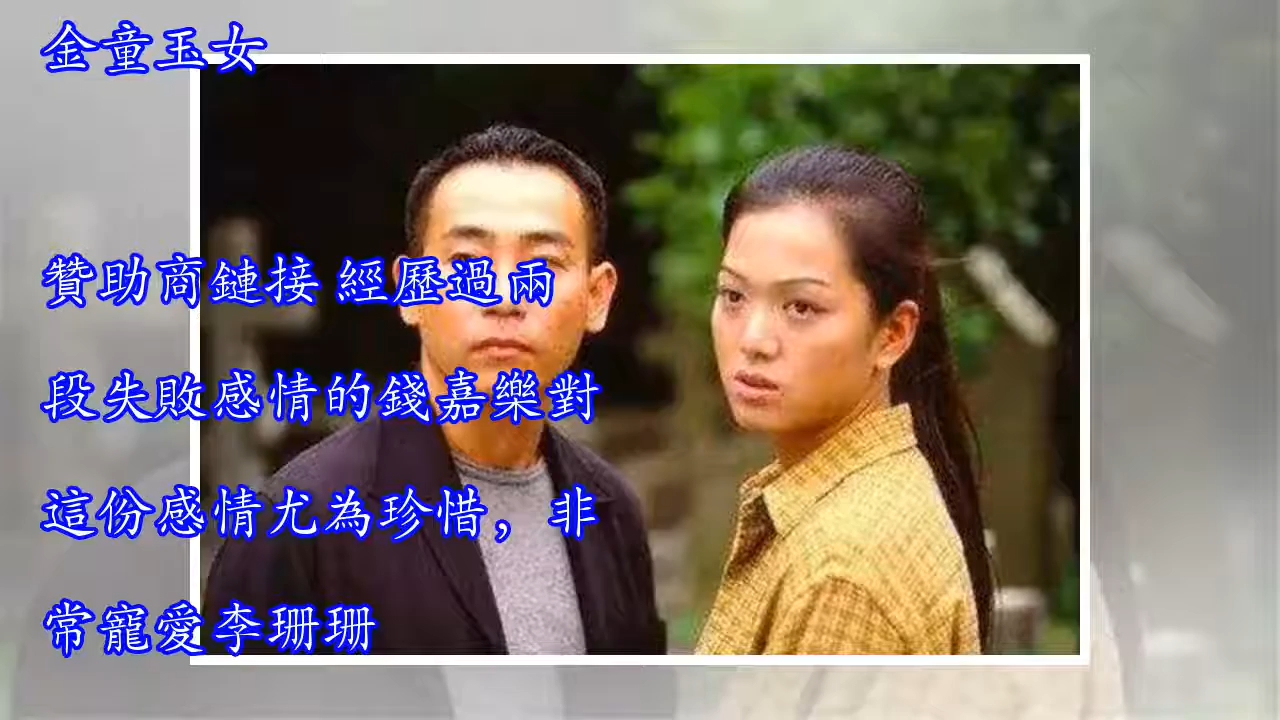 金童玉女
贊助商鏈接 經歷過兩
段失敗感情的錢嘉樂對
這份感情尤為珍惜，非
常寵愛李珊珊